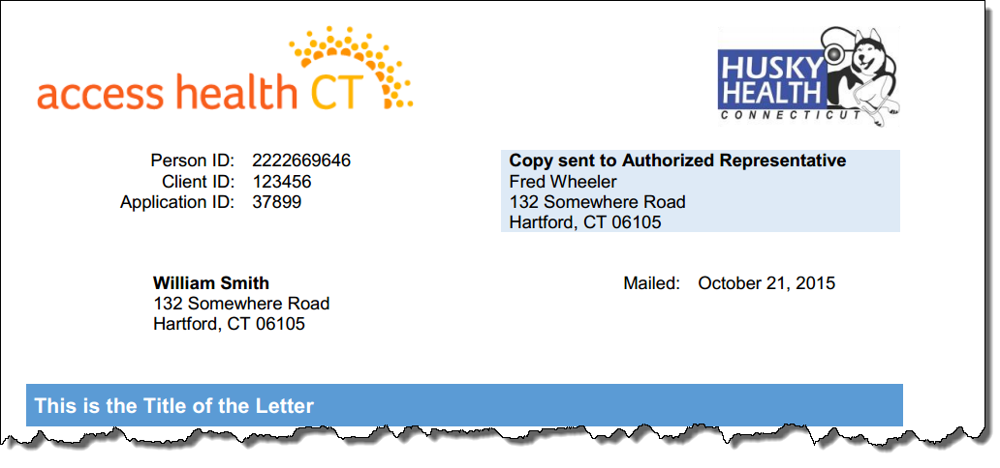 access health CT
HUSKY
HEALTH
CONNECTICUT
Person ID: 2222669646
Client ID: 123456
Application ID: 37899
Copy sent to Authorized Representative
Fred Wheeler
132 Somewhere Road
Hartford, CT 06105
William Smith
132 Somewhere Road
Hartford, CT 06105
Mailed: October 21, 2015
This is the Title of the Letter